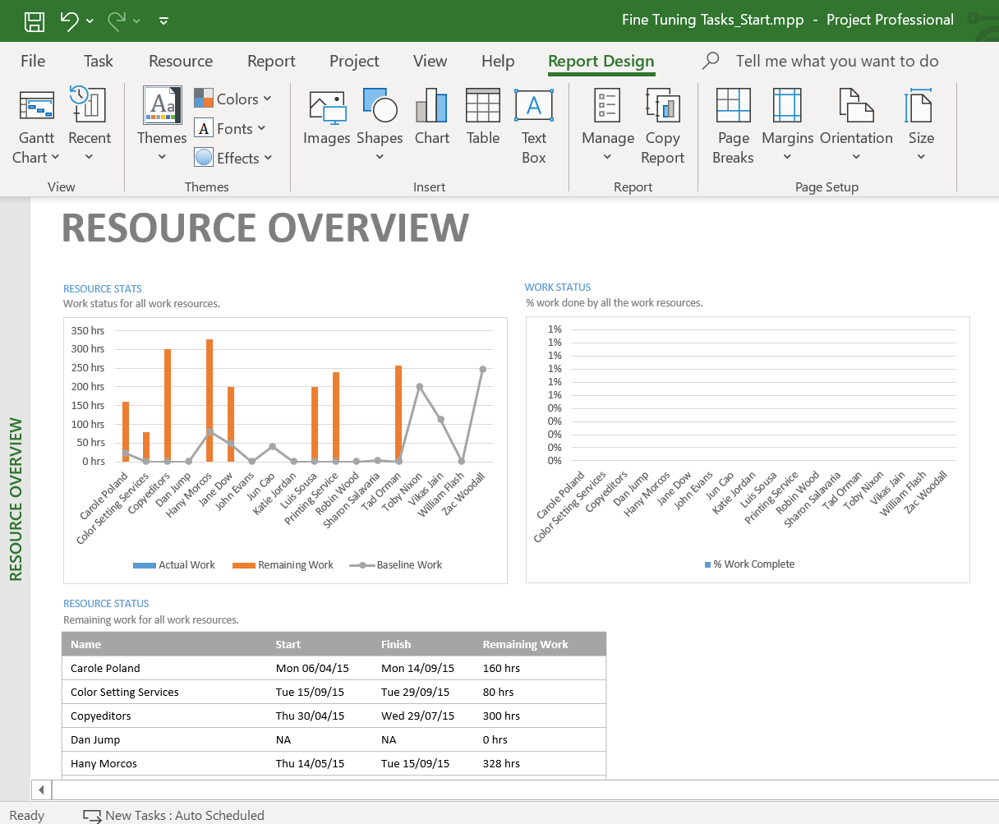 Fine Tuning Tasks_Start.mpp - Project Professional
File Task Resource Report Project View Help Report Design Tell me what you want to do
Gantt Chart
Recent
View
Themes
Colors
Fonts
Effects
Themes
Images
Shapes
Chart
Table
Text Box
Insert
Manage
Copy Report
Report
Page Breaks
Margins
Orientation
Size
Page Setup
RESOURCE OVERVIEW
RESOURCE OVERVIEW
RESOURCE STATS
Work status for all work resources.
350 hrs
300 hrs
250 hrs
200 hrs
150 hrs
100 hrs
50 hrs
0 hrs
Carole Poland
Color Setting Services
Copyeditors
Dan Jump
Hany Morcos
Jane Dow
John Evans
Jun Cao
Katie Jordan
Luis Sousa
Printing Service
Robin Wood
Sharon Salavaria
Tad Orman
Toby Nixon
Vikas Jain
William Flash
Zac Woodall
Actual Work Remaining Work Baseline Work
WORK STATUS
% work done by all the work resources.
1%
1%
1%
1%
1%
1%
0%
0%
0%
0%
0%
Carole Poland
Color Setting Services
Copyeditors
Dan Jump
Hany Morcos
Jane Dow
John Evans
Jun Cao
Katie Jordan
Luis Sousa
Printing Service
Robin Wood
Sharon Salavaria
Tad Orman
Toby Nixon
Vikas Jain
William Flash
Zac Woodall
% Work Complete
RESOURCE STATUS
Remaining work for all work resources.
Name Start Finish Remaining Work
Carole Poland Mon 06/04/15 Mon 14/09/15 160 hrs
Color Setting Services Tue 15/09/15 Tue 29/09/15 80 hrs
Copyeditors Thu 30/04/15 Wed 29/07/15 300 hrs
Dan Jump NA NA 0 hrs
Hany Morcos Thu 14/05/15 Tue 15/09/15 328 hrs
Ready New Tasks : Auto Scheduled